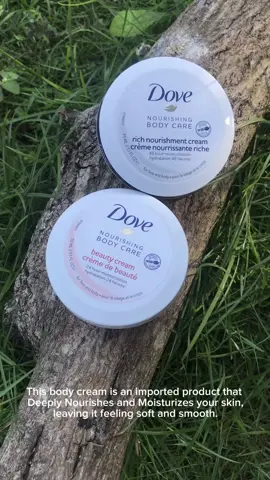 Dove
NOURISHING
BODY CARE
rich nourishment cream
crème nourrissante riche
Dove
NOURISHING
BODY CARE
beauty cream
crème de beauté
This body cream is an imported product that
Deeply Nourishes and Moisturizes your skin,
leaving it feeling soft and smooth.